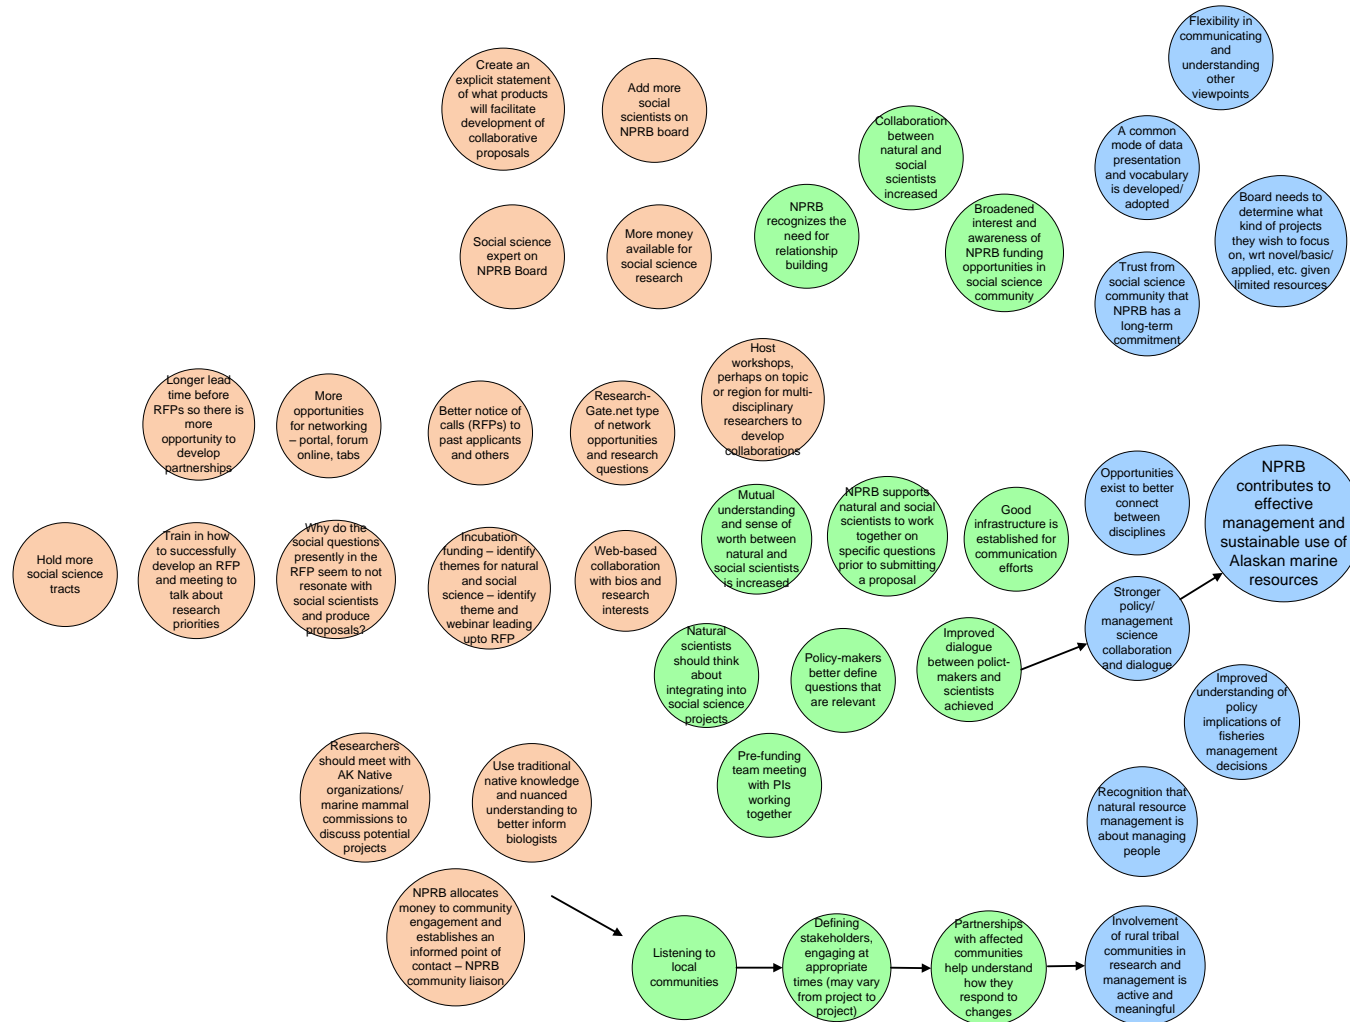 Flexibility in
communicating
and
understanding
other
viewpoints
Create an
explicit statement
of what products
will facilitate
development of
collaborative
proposals
Add more
social
scientists on
NPRB board
Collaboration
between
natural and
social
scientists
increased
A common
mode of data
presentation
and vocabulary
is developed/
adopted
Board needs to
determine what
kind of projects
they wish to focus
on, wrt novel/basic/
applied, etc. given
limited resources
NPRB
recognizes the
need for
relationship
building
Broadened
interest and
awareness of
NPRB funding
opportunities in
social science
community
Social science
expert on
NPRB Board
More money
available for
social science
research
Trust from
social science
community that
NPRB has a
long-term
commitment
Host
workshops,
perhaps on topic
or region for multi-
disciplinary
researchers to
develop
collaborations
Longer lead
time before
RFPs so there is
more
opportunity to
develop
partnerships
More
opportunities
for networking
– portal, forum
online, tabs
Better notice of
calls (RFPs) to
past applicants
and others
Research-
Gate.net type of
network
opportunities
and research
questions
Opportunities
exist to better
connect
between
disciplines
NPRB
contributes to
effective
management and
sustainable use of
Alaskan marine
resources
Mutual
understanding
and sense of
worth between
natural and
social scientists
is increased
NPRB supports
natural and social
scientists to work
together on
specific questions
prior to submitting
a proposal
Good
infrastructure is
established for
communication
efforts
Hold more
social science
tracts
Train in how
to successfully
develop an RFP
and meeting to
talk about
research
priorities
Why do the
social questions
presently in the
RFP seem to not
resonate with
social scientists
and produce
proposals?
Incubation
funding – identify
themes for natural
and social
science – identify
theme and
webinar leading
upto RFP
Web-based
collaboration
with bios and
research
interests
Stronger
policy/
management
science
collaboration
and dialogue
Natural
scientists
should think
about
integrating into
social science
projects
Policy-makers
better define
questions that
are relevant
Improved
dialogue
between polict-
makers and
scientists
achieved
Improved
understanding of
policy
implications of
fisheries
management
decisions
Pre-funding
team meeting
with PIs
working
together
Researchers
should meet with
AK Native
organizations/
marine mammal
commissions to
discuss potential
projects
Use traditional
native knowledge
and nuanced
understanding to
better inform
biologists
Recognition that
natural resource
management is
about managing
people
NPRB allocates
money to community
engagement and
establishes an
informed point of
contact – NPRB
community liaison
Listening to
local
communities
Defining
stakeholders,
engaging at
appropriate
times (may vary
from project to
project)
Partnerships
with affected
communities
help understand
how they
respond to
changes
Involvement
of rural tribal
communities in
research and
management is
active and
meaningful